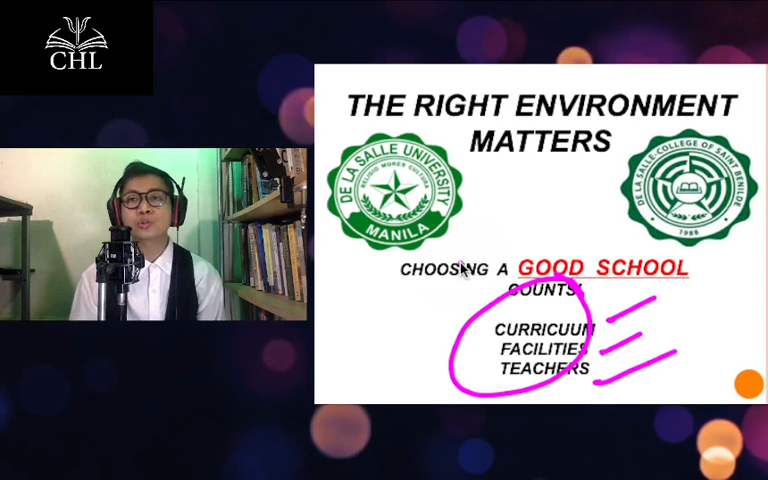 CHL
THE RIGHT ENVIRONMENT
MATTERS
DE LA SALLE UNIVERSITY
RELIGIO MORES CULTURA
MANILA
DE LA SALLE-COLLEGE OF SAINT BENILDE
1988
CHOOSING A GOOD SCHOOL
COUNTS!
CURRICUUM
FACILITIES
TEACHERS